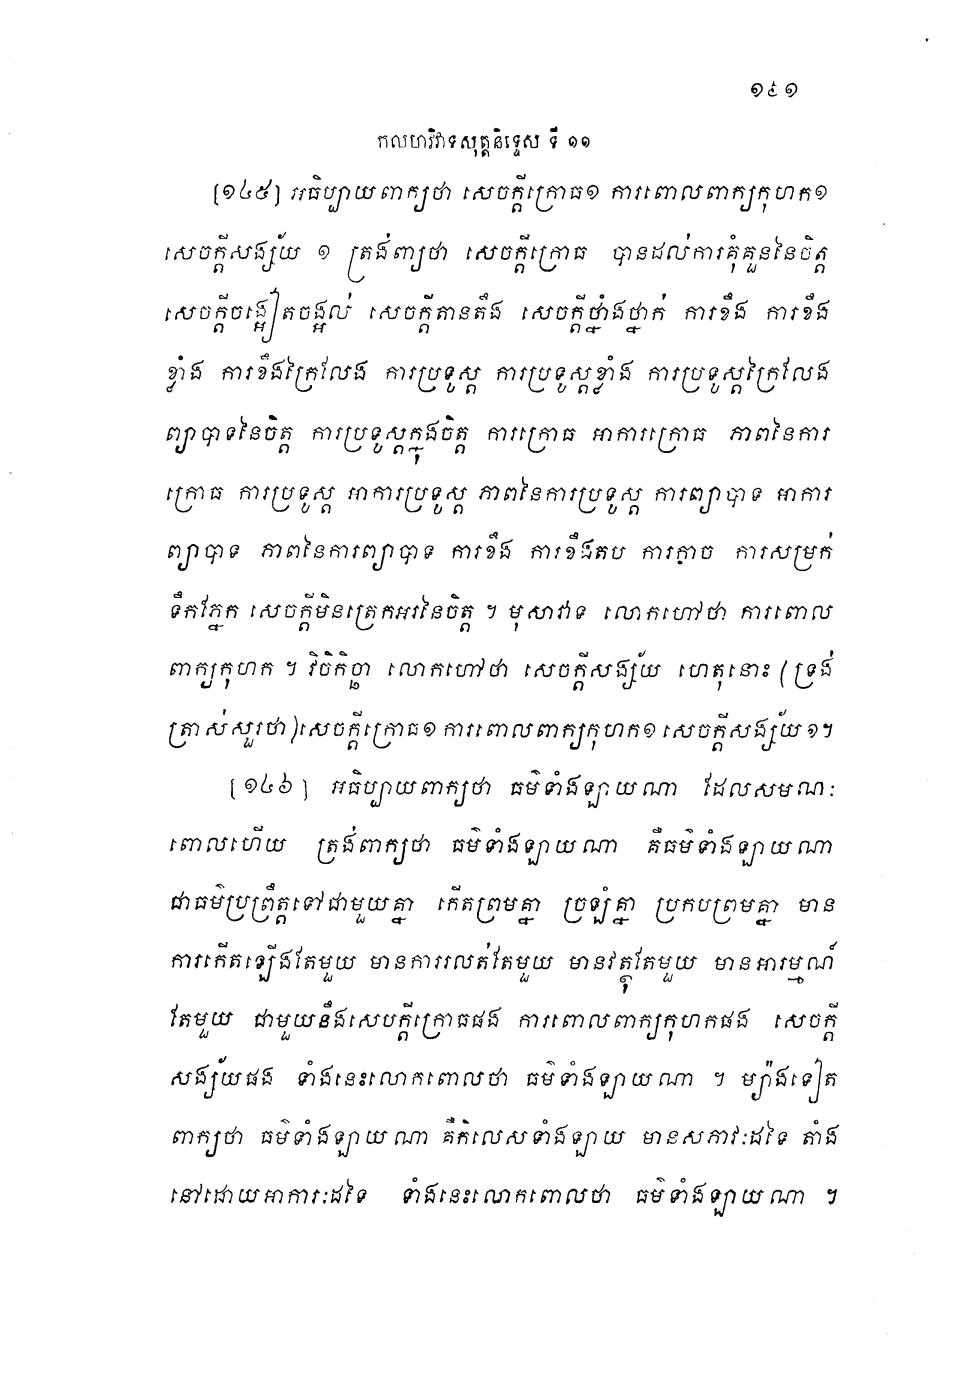 ១៩១
កលហវិវាទសុត្តនិទ្ទេស ទី ១១
(១៤៥) អធិប្បាយពាក្យថា សេចក្តីក្រោធ១ ការពោលពាក្យកុហក១
សេចក្តីសង្ស័យ ១ ត្រង់ពាក្យថា សេចក្តីក្រោធ បានដល់ការគុំគួននៃចិត្ត
សេចក្តីចង្អៀតចង្អល់ សេចក្តីតានតឹង សេចក្តីថ្នាំងថ្នាក់ ការខឹង ការខឹង
ខ្លាំង ការខឹងក្រៃលែង ការប្រទូស្ត ការប្រទូស្តខ្លាំង ការប្រទូស្តក្រៃលែង
ព្យាបាទនៃចិត្ត ការប្រទូស្តក្នុងចិត្ត ការក្រោធ អាការក្រោធ ភាពនៃការ
ក្រោធ ការប្រទូស្ត អាការប្រទូស្ត ភាពនៃការប្រទូស្ត ការព្យាបាទ អាការ
ព្យាបាទ ភាពនៃការព្យាបាទ ការខឹង ការខឹងតប ការកាច ការសម្រក់
ទឹកភ្នែក សេចក្តីមិនត្រេកអរនៃចិត្ត ។ មុសាវាទ លោកហៅថា ការពោល
ពាក្យកុហក ។ វិចិកិច្ឆា លោកហៅថា សេចក្តីសង្ស័យ ហេតុនោះ (ទ្រង់
ត្រាស់សួរថា)សេចក្តីក្រោធ១ ការពោលពាក្យកុហក១ សេចក្តីសង្ស័យ ១។
(១៤៦) អធិប្បាយពាក្យថា ធម៌ទាំងឡាយណា ដែលសមណៈ
ពោលហើយ ត្រង់ពាក្យថា ធម៌ទាំងឡាយណា គឺធម៌ទាំងឡាយណា
ជាធម៌ប្រព្រឹត្តទៅជាមួយគ្នា កើតព្រមគ្នា ច្រឡំគ្នា ប្រកបព្រមគ្នា មាន
ការកើតឡើងតែមួយ មានការរលត់តែមួយ មានវត្ថុតែមួយ មានអារម្មណ៍
តែមួយ ជាមួយនឹងសេចក្តីក្រោធផង ការពោលពាក្យកុហកផង សេចក្តី
សង្ស័យផង ទាំងនេះលោកពោលថា ធម៌ទាំងឡាយណា ។ ម្យ៉ាងទៀត
ពាក្យថា ធម៌ទាំងឡាយណា គឺកិលេសទាំងឡាយ មានសភាវៈដទៃ តាំង
នៅដោយអាការៈដទៃ ទាំងនេះលោកពោលថា ធម៌ទាំងឡាយណា ។